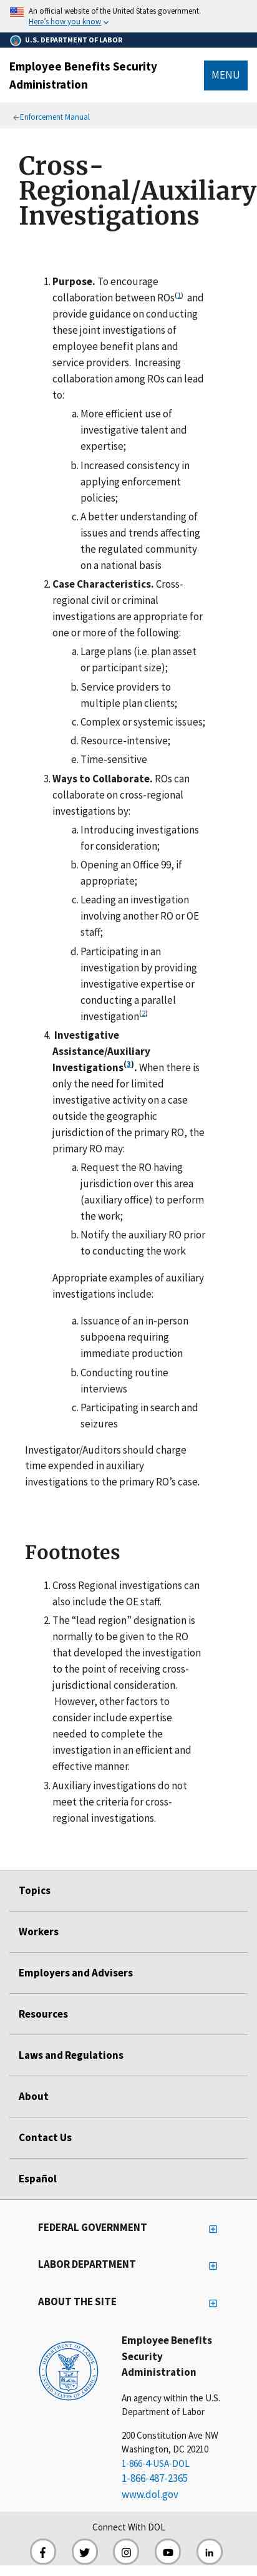 An official website of the United States government.
Here’s how you know
U.S. DEPARTMENT OF LABOR
Employee Benefits Security
Administration
MENU
←Enforcement Manual
Cross-
Regional/Auxiliary
Investigations
1. Purpose. To encourage
collaboration between ROs(1) and
provide guidance on conducting
these joint investigations of
employee benefit plans and
service providers. Increasing
collaboration among ROs can lead
to:
a. More efficient use of
investigative talent and
expertise;
b. Increased consistency in
applying enforcement
policies;
c. A better understanding of
issues and trends affecting
the regulated community
on a national basis
2. Case Characteristics. Cross-
regional civil or criminal
investigations are appropriate for
one or more of the following:
a. Large plans (i.e. plan asset
or participant size);
b. Service providers to
multiple plan clients;
c. Complex or systemic issues;
d. Resource-intensive;
e. Time-sensitive
3. Ways to Collaborate. ROs can
collaborate on cross-regional
investigations by:
a. Introducing investigations
for consideration;
b. Opening an Office 99, if
appropriate;
c. Leading an investigation
involving another RO or OE
staff;
d. Participating in an
investigation by providing
investigative expertise or
conducting a parallel
investigation(2)
4. Investigative
Assistance/Auxiliary
Investigations(3). When there is
only the need for limited
investigative activity on a case
outside the geographic
jurisdiction of the primary RO, the
primary RO may:
a. Request the RO having
jurisdiction over this area
(auxiliary office) to perform
the work;
b. Notify the auxiliary RO prior
to conducting the work
Appropriate examples of auxiliary
investigations include:
a. Issuance of an in-person
subpoena requiring
immediate production
b. Conducting routine
interviews
c. Participating in search and
seizures
Investigator/Auditors should charge
time expended in auxiliary
investigations to the primary RO’s case.
Footnotes
1. Cross Regional investigations can
also include the OE staff.
2. The “lead region” designation is
normally to be given to the RO
that developed the investigation
to the point of receiving cross-
jurisdictional consideration.
However, other factors to
consider include expertise
needed to complete the
investigation in an efficient and
effective manner.
3. Auxiliary investigations do not
meet the criteria for cross-
regional investigations.
Topics
Workers
Employers and Advisers
Resources
Laws and Regulations
About
Contact Us
Español
FEDERAL GOVERNMENT
LABOR DEPARTMENT
ABOUT THE SITE
Employee Benefits
Security
Administration
An agency within the U.S.
Department of Labor
200 Constitution Ave NW
Washington, DC 20210
1-866-4-USA-DOL
1-866-487-2365
www.dol.gov
Connect With DOL